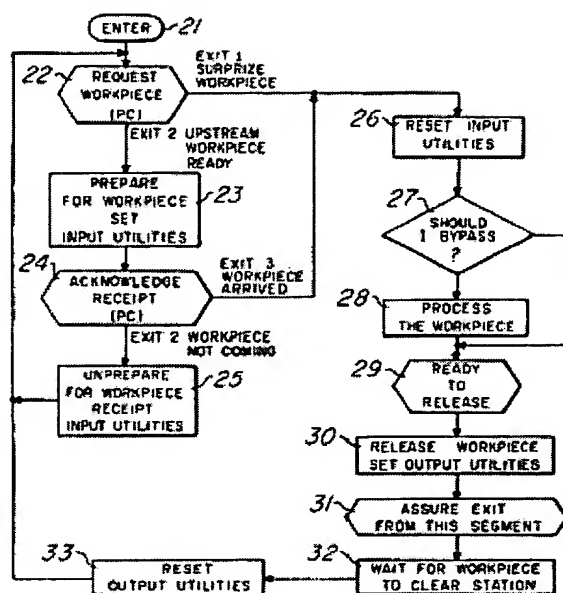 ENTER
21
22
REQUEST
WORKPIECE
(PC)
EXIT 1
SURPRIZE
WORKPIECE
EXIT 2 UPSTREAM
WORKPIECE
READY
PREPARE
FOR WORKPIECE
SET
INPUT UTILITIES
23
24
ACKNOWLEDGE
RECEIPT
(PC)
EXIT 3
WORKPIECE
ARRIVED
EXIT 2 WORKPIECE
NOT COMING
UNPREPARE
FOR WORKPIECE
RECEIPT
INPUT UTILITIES
25
26
RESET INPUT
UTILITIES
27
SHOULD
I BYPASS
?
28
PROCESS
THE WORKPIECE
29
READY
TO
RELEASE
30
RELEASE WORKPIECE
SET OUTPUT UTILITIES
31
ASSURE EXIT
FROM THIS SEGMENT
32
WAIT FOR WORKPIECE
TO CLEAR STATION
33
RESET
OUTPUT UTILITIES